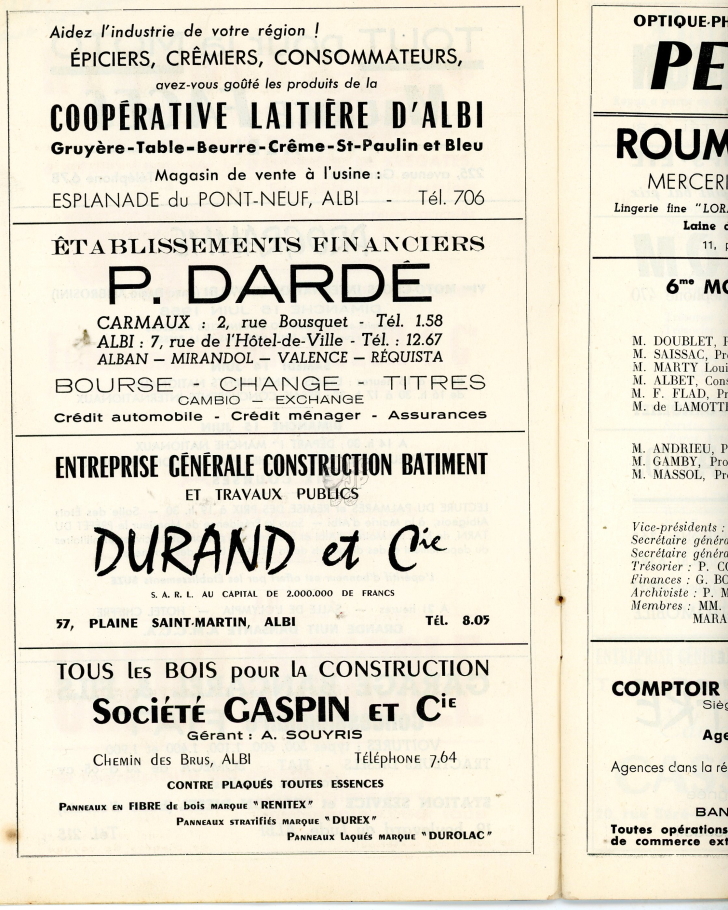 Aidez l'industrie de votre région !
ÉPICIERS, CRÊMIERS, CONSOMMATEURS,
avez-vous goûté les produits de la
COOPÉRATIVE LAITIÈRE D'ALBI
Gruyère-Table-Beurre-Crême-St-Paulin et Bleu
Magasin de vente à l'usine :
ESPLANADE du PONT-NEUF, ALBI - Tél. 706
ÉTABLISSEMENTS FINANCIERS
P. DARDÉ
CARMAUX : 2, rue Bousquet - Tél. 1.58
ALBI : 7, rue de l'Hôtel-de-Ville - Tél. : 12.67
ALBAN — MIRANDOL — VALENCE — RÉQUISTA
BOURSE - CHANGE - TITRES
CAMBIO — EXCHANGE
Crédit automobile - Crédit ménager - Assurances
ENTREPRISE GÉNÉRALE CONSTRUCTION BATIMENT
ET TRAVAUX PUBLICS
DURAND et Cie
S. A. R. L. AU CAPITAL DE 2.000.000 DE FRANCS
57, PLAINE SAINT-MARTIN, ALBI Tél. 8.05
TOUS lES BOIS pour lA CONSTRUCTION
Société GASPIN et Cie
Gérant : A. SOUYRIS
Chemin des Brus, ALBI Téléphone 7.64
CONTRE PLAQUÉS TOUTES ESSENCES
Panneaux en FIBRE de bois marque "RENITEX"
Panneaux stratifiés marque "DUREX"
Panneaux laqués marque "DUROLAC"
OPTIQUE-PH
PE
ROUM
MERCERI
Lingerie fine "LOR
Laine d
11, p
6me MO
M. DOUBLET, P
M. SAISSAC, Pr
M. MARTY Loui
M. ALBET, Cons
M. F. FLAD, Pr
M. de LAMOTTE
M. ANDRIEU, P
M. GAMBY, Pro
M. MASSOL, Pr
Vice-présidents :
Secrétaire généra
Secrétaire généra
Trésorier : P. CO
Finances : G. BO
Archiviste : P. M
Membres : MM.
MARA
COMPTOIR
Sièg
Age
Agences dans la ré
BAN
Toutes opérations
de commerce ext